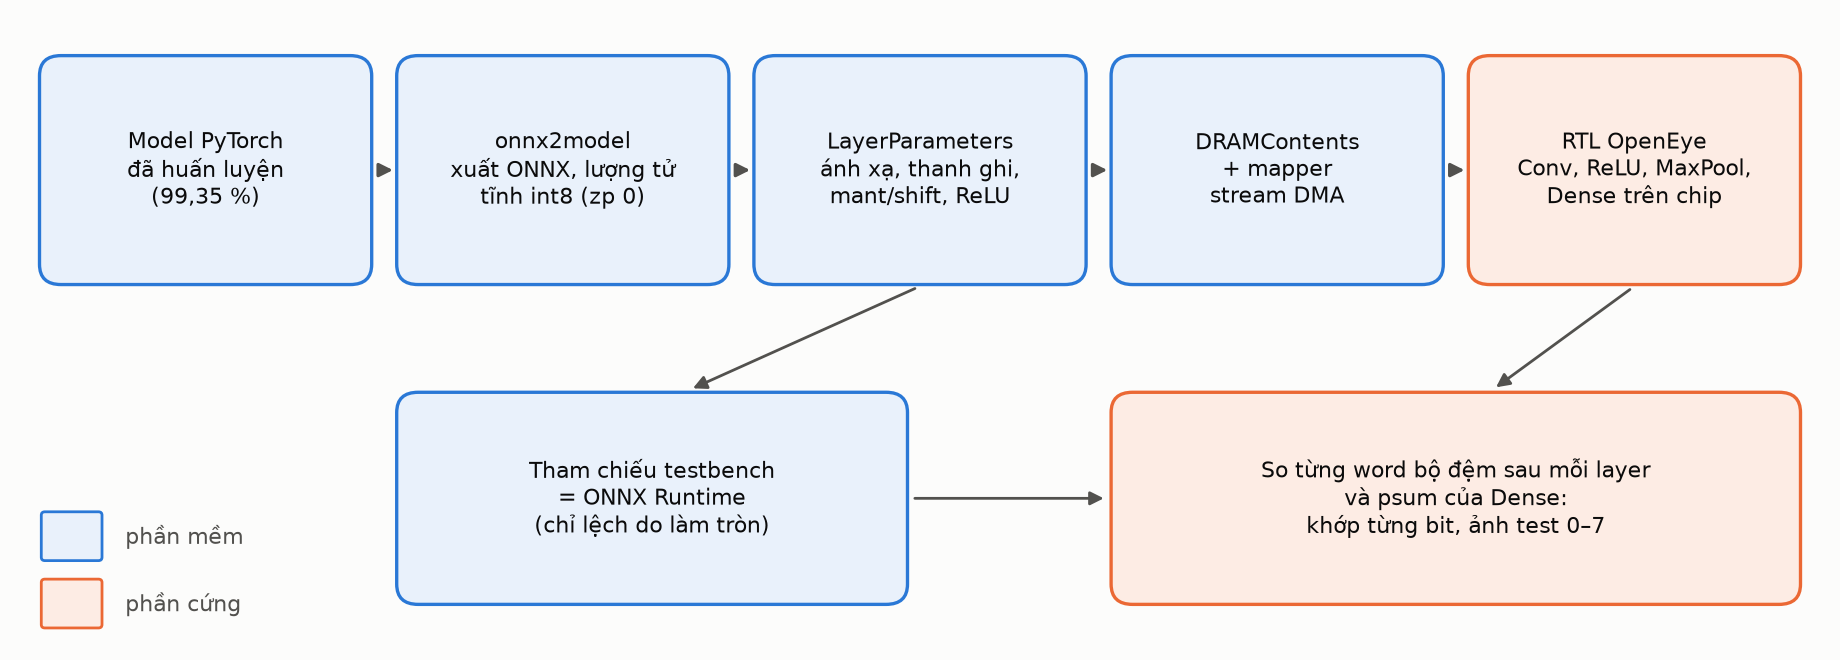 Model PyTorch
đã huấn luyện
(99,35 %)
onnx2model
xuất ONNX, lượng tử
tĩnh int8 (zp 0)
LayerParameters
ánh xạ, thanh ghi,
mant/shift, ReLU
DRAMContents
+ mapper
stream DMA
RTL OpenEye
Conv, ReLU, MaxPool,
Dense trên chip
Tham chiếu testbench
= ONNX Runtime
(chỉ lệch do làm tròn)
So từng word bộ đệm sau mỗi layer
và psum của Dense:
khớp từng bit, ảnh test 0–7
phần mềm
phần cứng